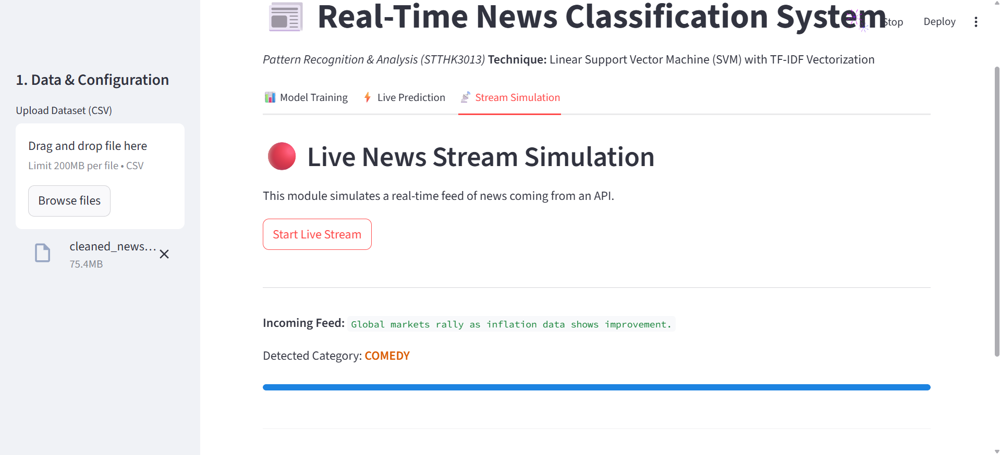 Real-Time News Classification System
Stop
Deploy
Pattern Recognition & Analysis (STTHK3013) Technique: Linear Support Vector Machine (SVM) with TF-IDF Vectorization
1. Data & Configuration
Upload Dataset (CSV)
Drag and drop file here
Limit 200MB per file • CSV
Browse files
cleaned_news...
75.4MB
Model Training
Live Prediction
Stream Simulation
Live News Stream Simulation
This module simulates a real-time feed of news coming from an API.
Start Live Stream
Incoming Feed: Global markets rally as inflation data shows improvement.
Detected Category: COMEDY